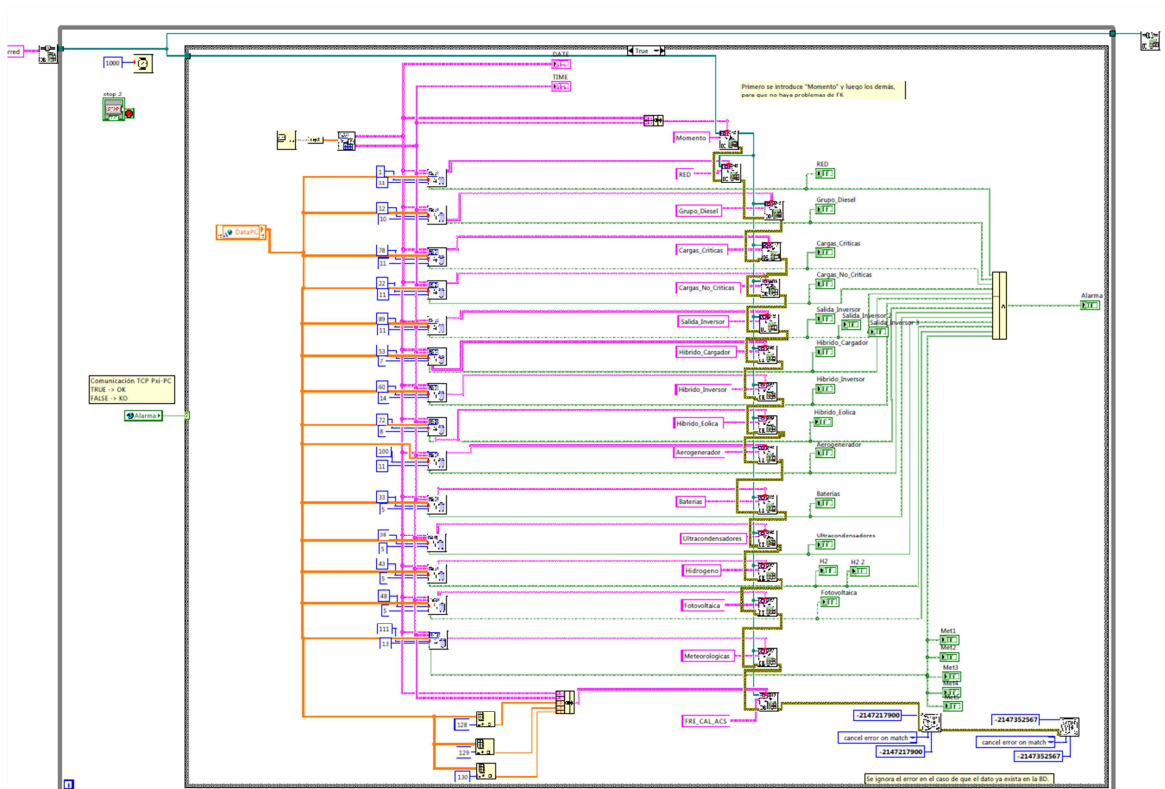 rred
1000
stop 2
True
DATE
TIME
Primero se introduce "Momento" y luego los demás,
para que no haya problemas de FK
Momento
RED
1
11
RED
Grupo_Diesel
12
10
Grupo_Diesel
DataPC
78
11
Cargas_Criticas
Cargas_Criticas
22
11
Cargas_No_Criticas
Cargas_No_Criticas
Alarma
89
11
Salida_Inversor
Salida_Inversor
Salida_Inversor 2
Salida_Inversor 3
53
7
Hibrido_Cargador
Hibrido_Cargador
Comunicación TCP Pxi-PC
TRUE -> OK
FALSE -> KO
Alarma
60
14
Hibrido_Inversor
Hibrido_Inversor
72
8
Hibrido_Eolica
Hibrido_Eolica
100
11
Aerogenerador
Aerogenerador
33
5
Baterias
Baterias
38
5
Ultracondensadores
Ultracondensadores
43
5
Hidrogeno
H2
H2 2
48
5
Fotovoltaica
Fotovoltaica
111
13
Meteorologicas
Met1
Met2
Met3
Met4
FRE_CAL_ACS
128
129
130
-2147217900
cancel error on match
-2147217900
-2147352567
cancel error on match
-2147352567
Se ignora el error en el caso de que el dato ya exista en la BD.
i